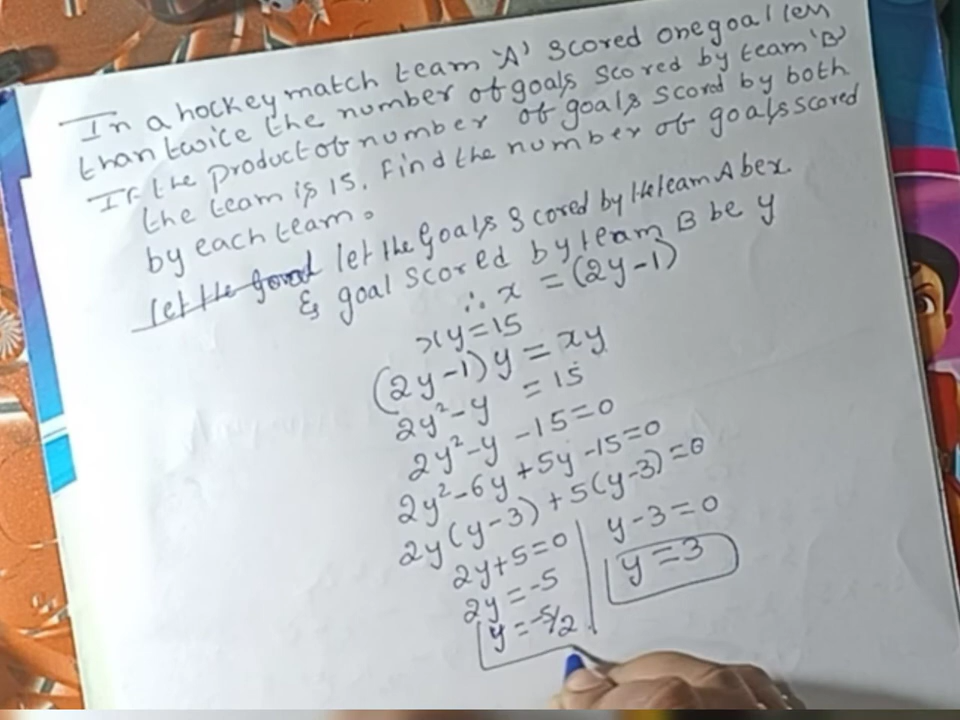 In a hockey match team 'A' scored one goal less
than twice the number of goals scored by team 'B'
If the product of number of goals scord by both
the team is 15. Find the number of goals scored
by each team.
let the Goals Scored by the team A be x.
& goal scored by team B be y
∴ x = (2y-1)
xy=15
(2y-1)y = xy
2y²-y = 15
2y²-y -15=0
2y²-6y+5y-15=0
2y(y-3)+5(y-3)=0
2y+5=0 y-3=0
2y=-5 y=3
y=-5/2